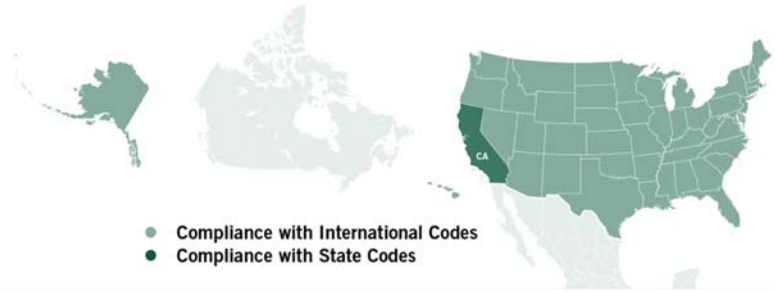 CA
Compliance with International Codes
Compliance with State Codes